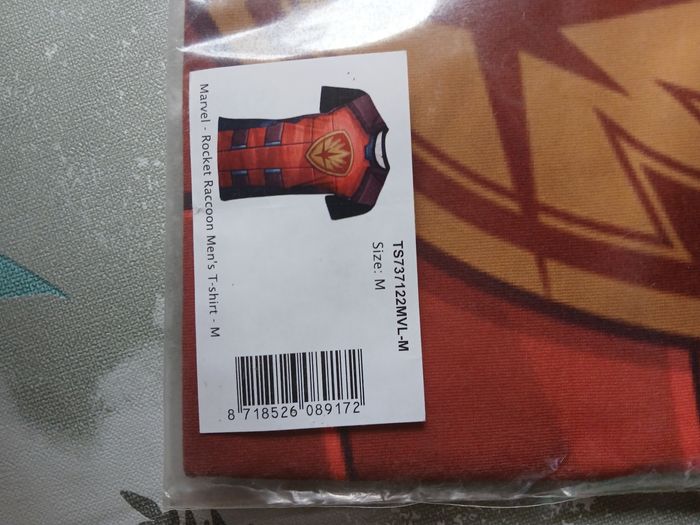 Marvel - Rocket Raccoon Men's T-shirt - M
TS737122MVL-M
Size: M
8 718526 089172